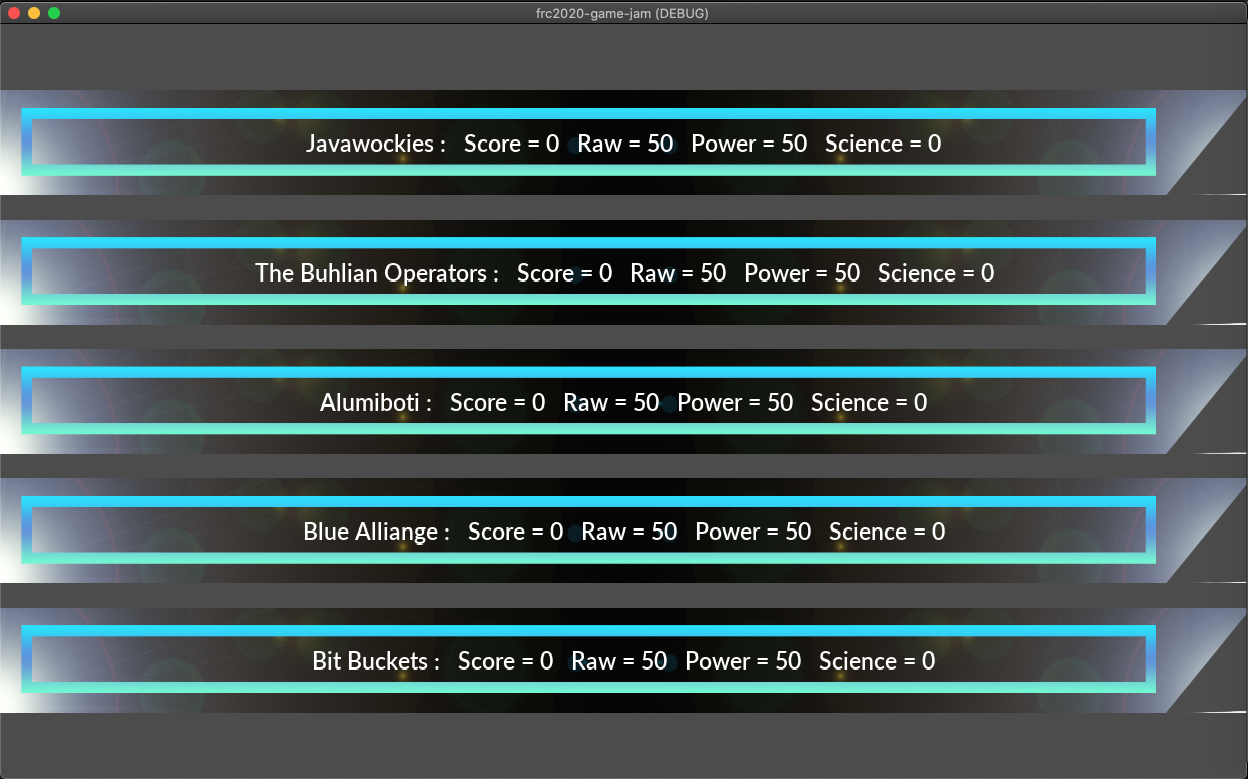 frc2020-game-jam (DEBUG)
Javawockies : Score = 0 Raw = 50 Power = 50 Science = 0
The Buhlian Operators : Score = 0 Raw = 50 Power = 50 Science = 0
Alumiboti : Score = 0 Raw = 50 Power = 50 Science = 0
Blue Alliange : Score = 0 Raw = 50 Power = 50 Science = 0
Bit Buckets : Score = 0 Raw = 50 Power = 50 Science = 0